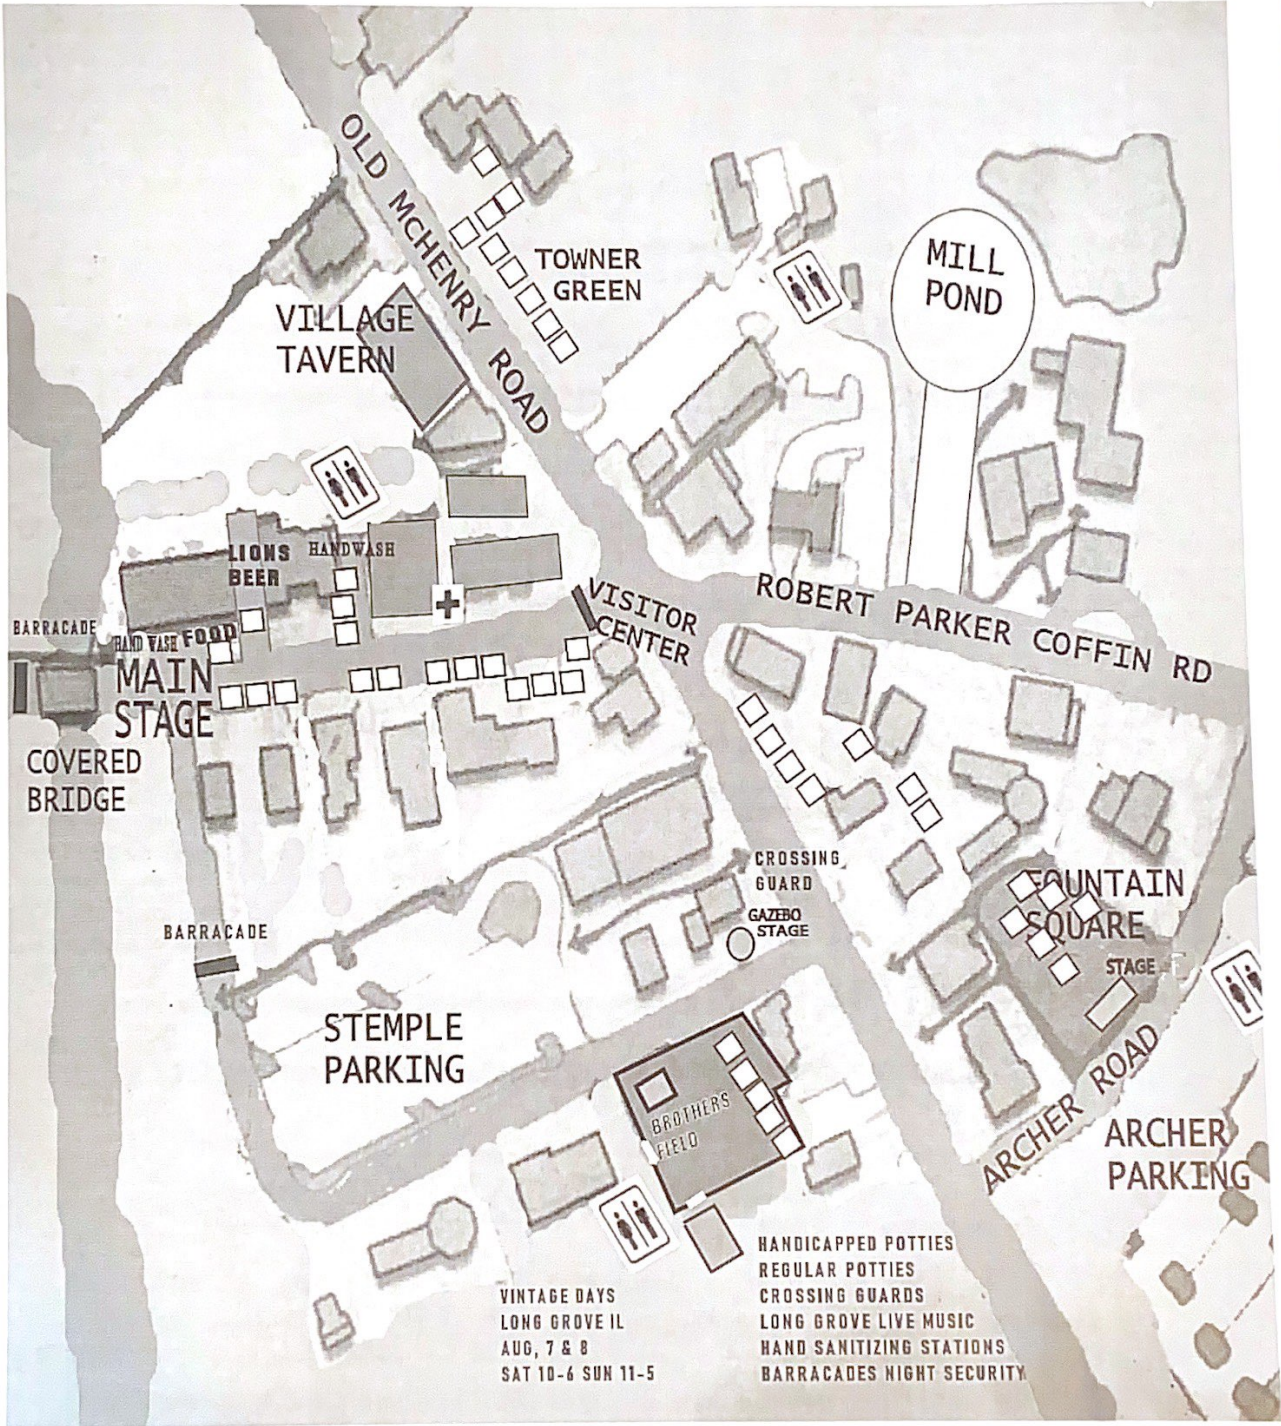 OLD MCHENRY ROAD
TOWNER
GREEN
MILL
POND
VILLAGE
TAVERN
LIONS
BEER
HANDWASH
VISITOR
CENTER
ROBERT PARKER COFFIN RD
BARRACADE
HAND WASH FOOD
MAIN
STAGE
COVERED
BRIDGE
CROSSING
GUARD
GAZEBO
STAGE
FOUNTAIN
SQUARE
STAGE
BARRACADE
STEMPLE
PARKING
BROTHERS
FIELD
ARCHER ROAD
ARCHER
PARKING
VINTAGE DAYS
LONG GROVE IL
AUG, 7 & 8
SAT 10-6 SUN 11-5
HANDICAPPED POTTIES
REGULAR POTTIES
CROSSING GUARDS
LONG GROVE LIVE MUSIC
HAND SANITIZING STATIONS
BARRACADES NIGHT SECURITY